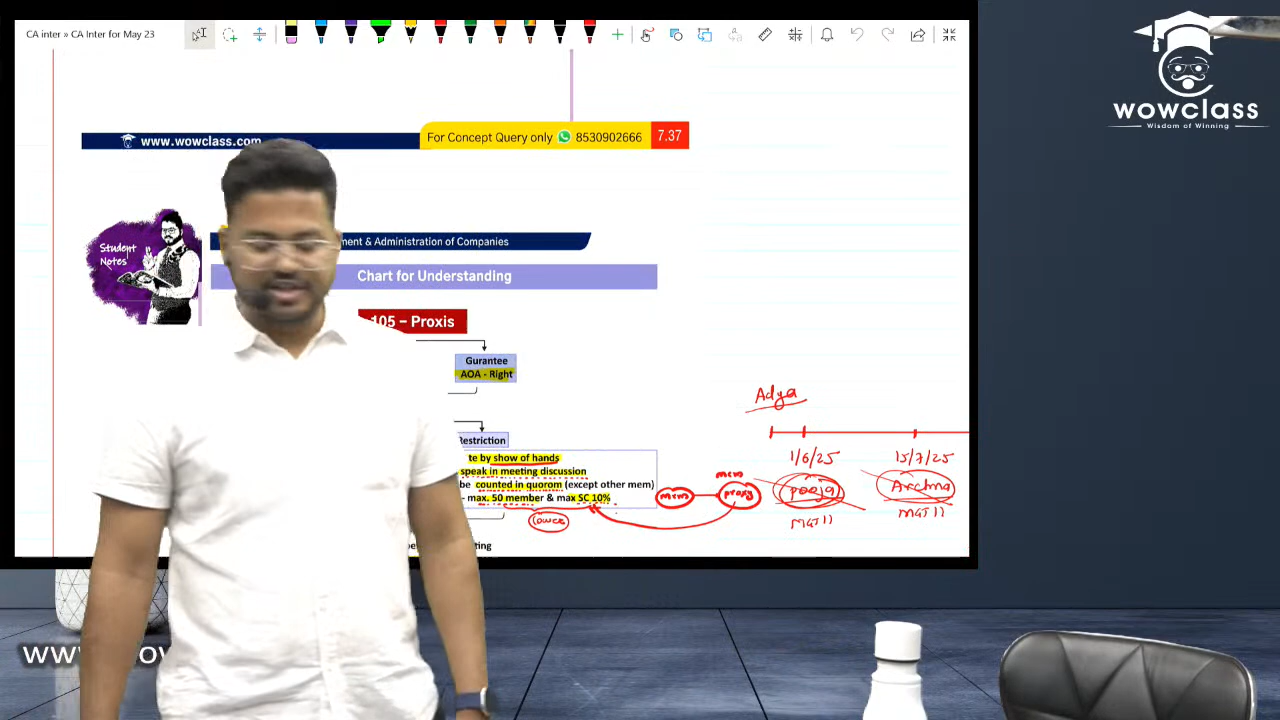 CA inter » CA Inter for May 23
wowclass
Wisdom of Winning
www.wowclass.com
For Concept Query only 8530902666 7.37
Student
Notes
ment & Administration of Companies
Chart for Understanding
105 – Proxis
Gurantee
AOA - Right
Adya
Restriction
te by show of hands
speak in meeting discussion
be counted in quorom (except other mem)
- max. 50 member & max SC 10%
lower
mem
mem
proxy
1/6/25
15/7/25
Pooja
Archna
MGT 11
MGT 11